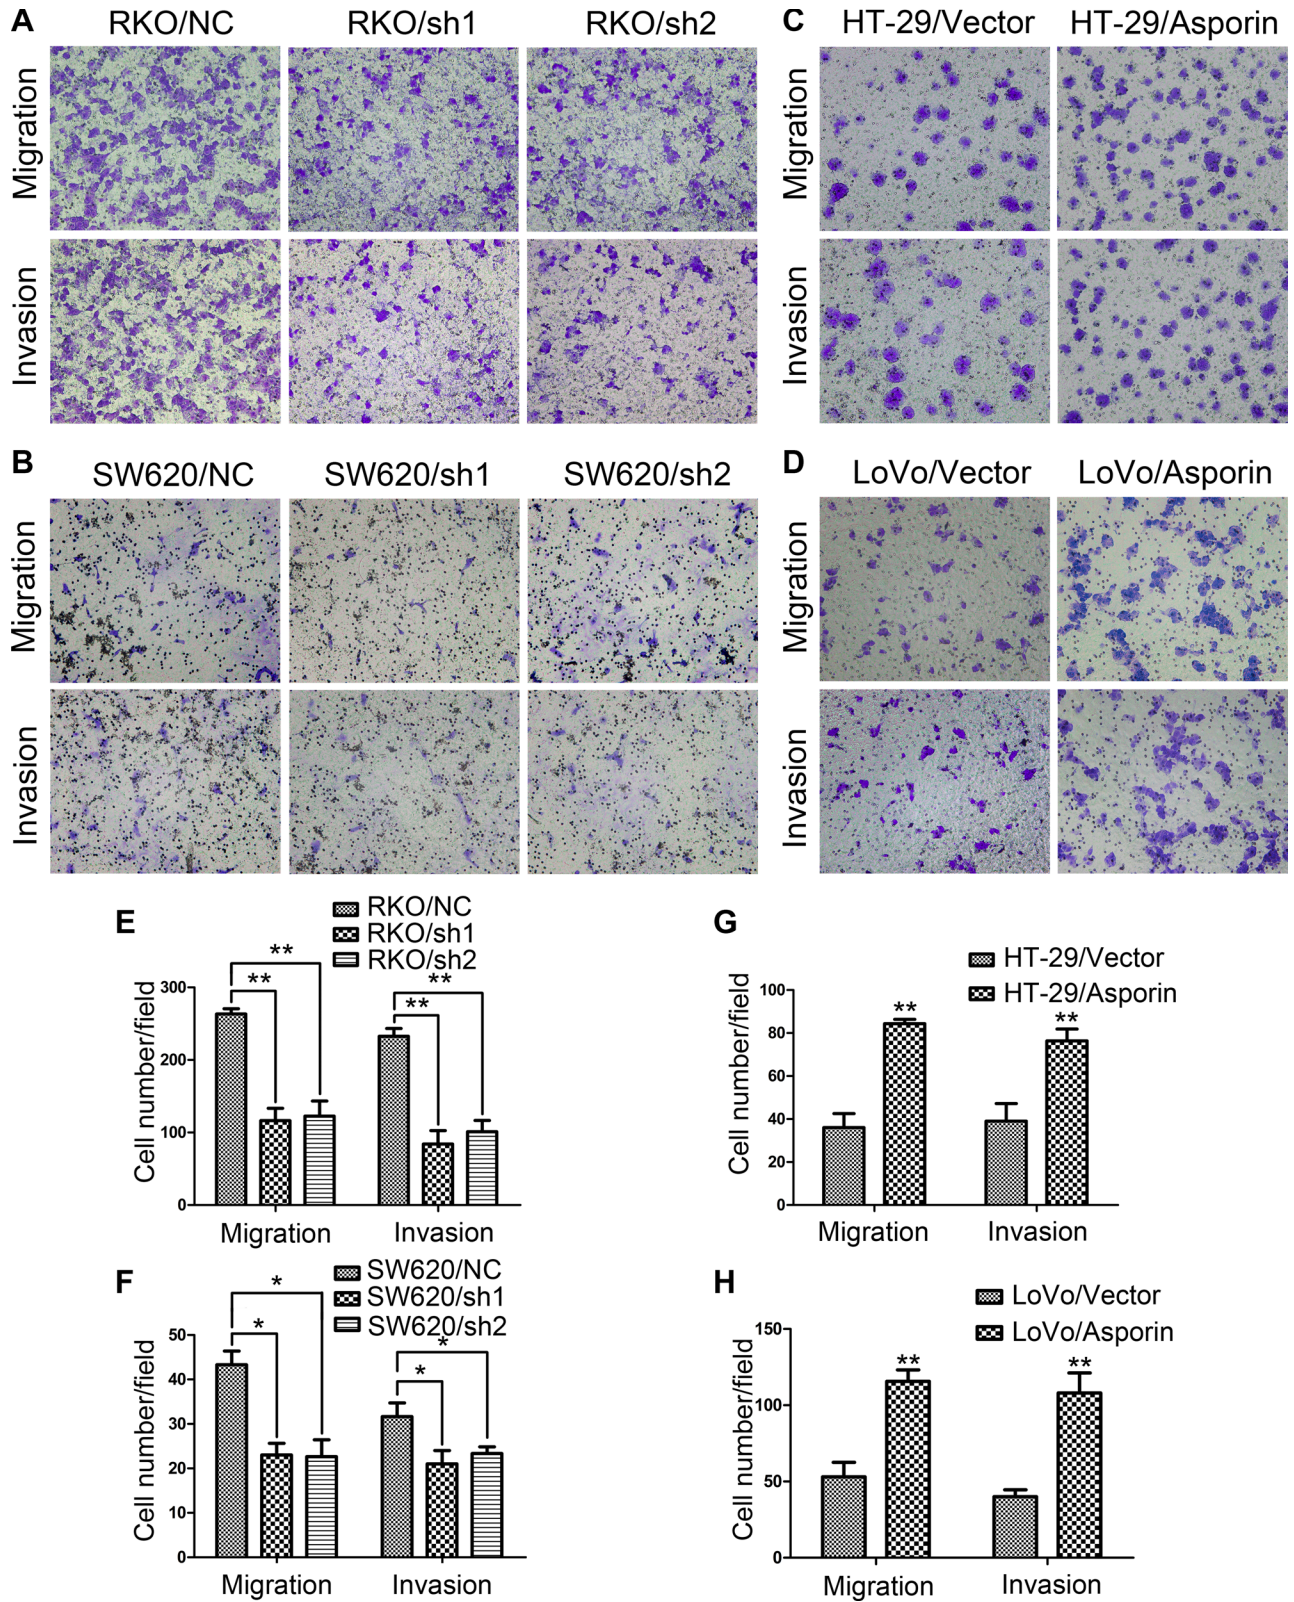 A
RKO/NC
RKO/sh1
RKO/sh2
Migration
Invasion
C
HT-29/Vector
HT-29/Asporin
Migration
Invasion
B
SW620/NC
SW620/sh1
SW620/sh2
Migration
Invasion
D
LoVo/Vector
LoVo/Asporin
Migration
Invasion
E
RKO/NC
RKO/sh1
RKO/sh2
**
**
**
**
Cell number/field
300
200
100
0
Migration
Invasion
G
HT-29/Vector
HT-29/Asporin
**
**
Cell number/field
100
80
60
40
20
0
Migration
Invasion
F
SW620/NC
SW620/sh1
SW620/sh2
*
*
*
*
Cell number/field
50
40
30
20
10
0
Migration
Invasion
H
LoVo/Vector
LoVo/Asporin
**
**
Cell number/field
150
100
50
0
Migration
Invasion